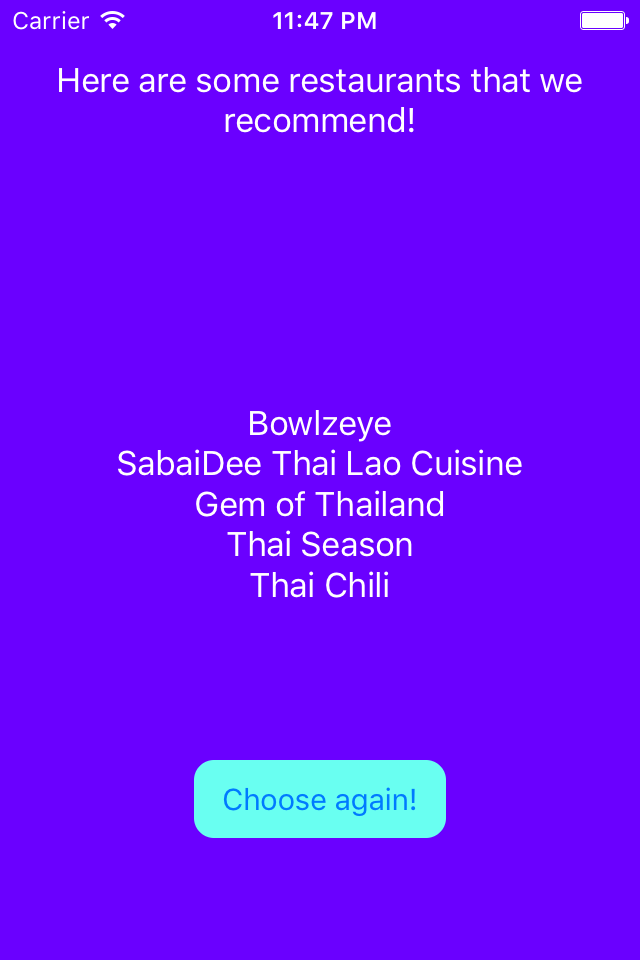 Carrier 11:47 PM
Here are some restaurants that we
recommend!
Bowlzeye
SabaiDee Thai Lao Cuisine
Gem of Thailand
Thai Season
Thai Chili
Choose again!